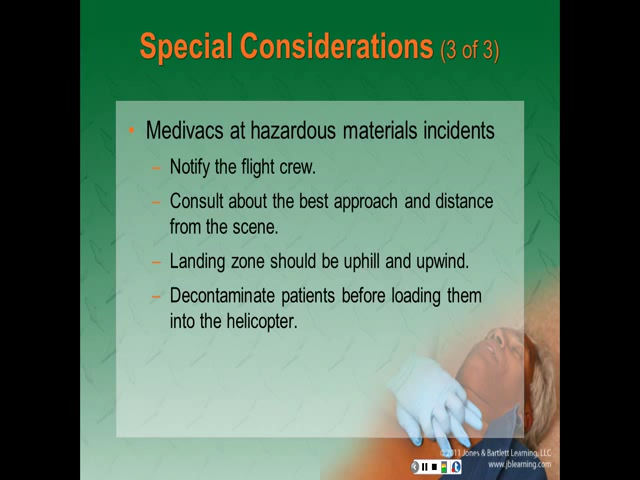 Special Considerations (3 of 3)
• Medivacs at hazardous materials incidents
– Notify the flight crew.
– Consult about the best approach and distance
from the scene.
– Landing zone should be uphill and upwind.
– Decontaminate patients before loading them
into the helicopter.
©2011 Jones & Bartlett Learning, LLC
www.jblearning.com